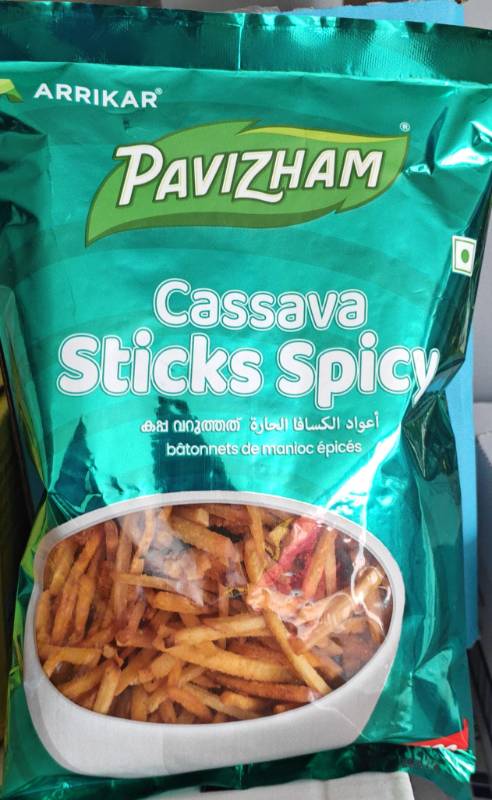 ARRIKAR®
PAVIZHAM®
Cassava
Sticks Spicy
കപ്പ വറുത്തത് أعواد الكسافا الحارة
bâtonnets de manioc épicés